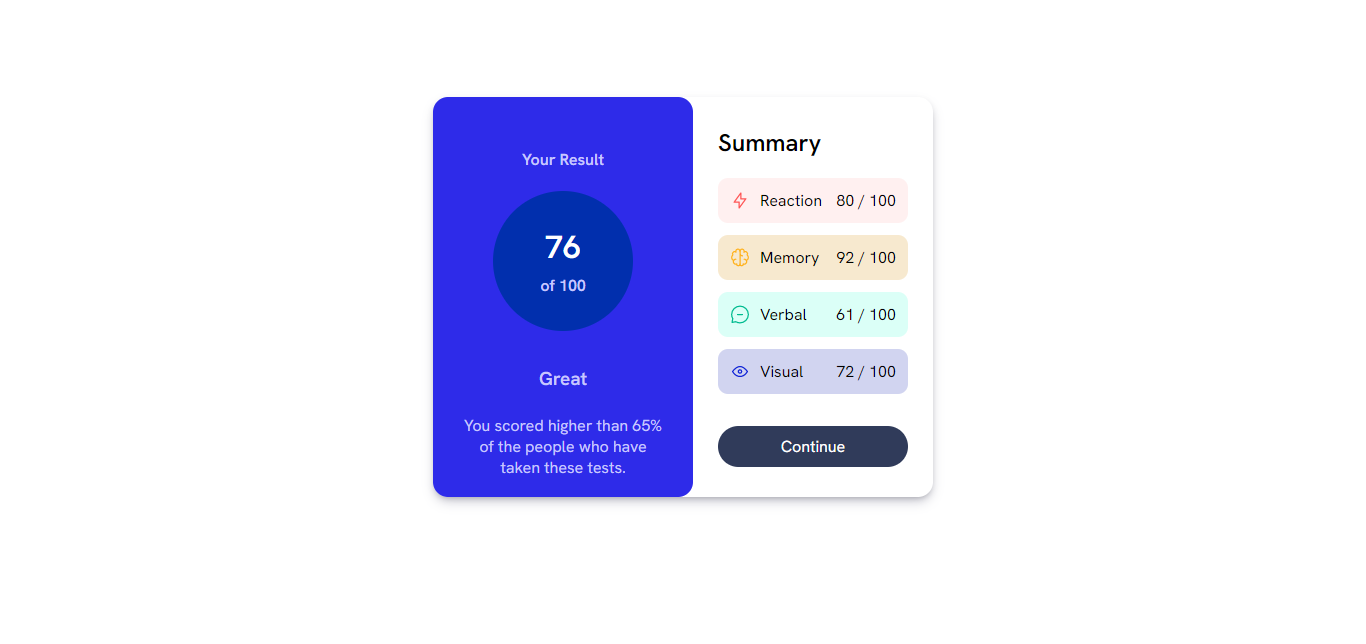 Your Result
76
of 100
Great
You scored higher than 65%
of the people who have
taken these tests.
Summary
Reaction 80 / 100
Memory 92 / 100
Verbal 61 / 100
Visual 72 / 100
Continue